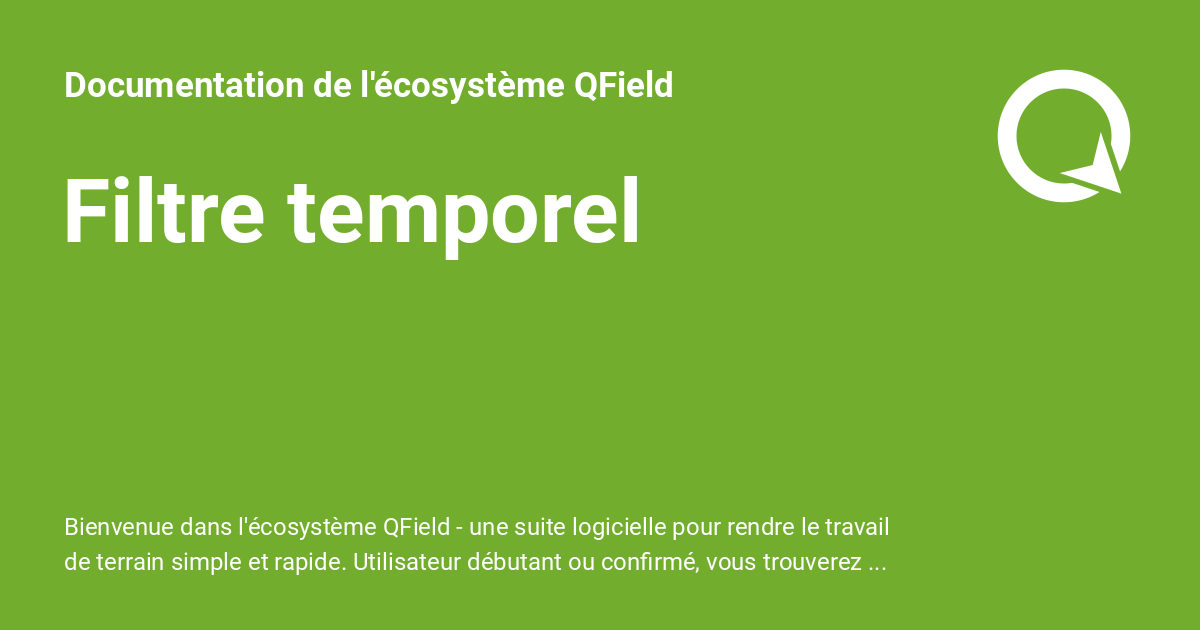 Documentation de l'écosystème QField
Filtre temporel
Bienvenue dans l'écosystème QField - une suite logicielle pour rendre le travail
de terrain simple et rapide. Utilisateur débutant ou confirmé, vous trouverez ...